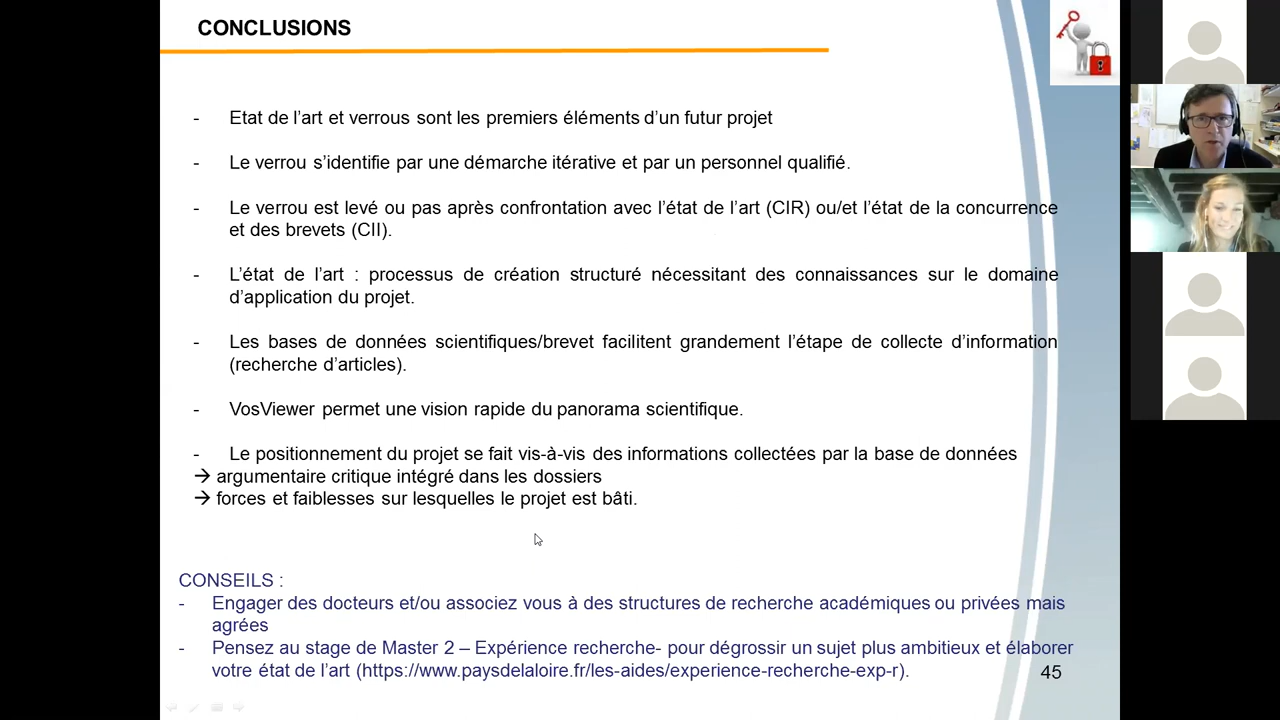 CONCLUSIONS
- Etat de l’art et verrous sont les premiers éléments d’un futur projet
- Le verrou s’identifie par une démarche itérative et par un personnel qualifié.
- Le verrou est levé ou pas après confrontation avec l’état de l’art (CIR) ou/et l’état de la concurrence
et des brevets (CII).
- L’état de l’art : processus de création structuré nécessitant des connaissances sur le domaine
d’application du projet.
- Les bases de données scientifiques/brevet facilitent grandement l’étape de collecte d’information
(recherche d’articles).
- VosViewer permet une vision rapide du panorama scientifique.
- Le positionnement du projet se fait vis-à-vis des informations collectées par la base de données
→ argumentaire critique intégré dans les dossiers
→ forces et faiblesses sur lesquelles le projet est bâti.
CONSEILS :
- Engager des docteurs et/ou associez vous à des structures de recherche académiques ou privées mais
agrées
- Pensez au stage de Master 2 – Expérience recherche- pour dégrossir un sujet plus ambitieux et élaborer
votre état de l’art (https://www.paysdelaloire.fr/les-aides/experience-recherche-exp-r).
45